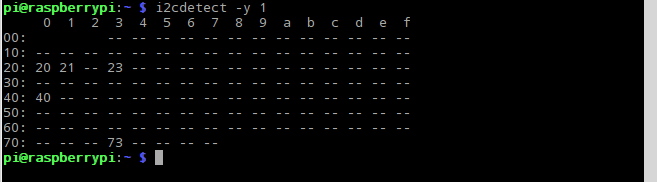 pi@raspberrypi:~ $ i2cdetect -y 1
     0  1  2  3  4  5  6  7  8  9  a  b  c  d  e  f
00:          -- -- -- -- -- -- -- -- -- -- -- -- --
10: -- -- -- -- -- -- -- -- -- -- -- -- -- -- -- --
20: 20 21 -- 23 -- -- -- -- -- -- -- -- -- -- -- --
30: -- -- -- -- -- -- -- -- -- -- -- -- -- -- -- --
40: 40 -- -- -- -- -- -- -- -- -- -- -- -- -- -- --
50: -- -- -- -- -- -- -- -- -- -- -- -- -- -- -- --
60: -- -- -- -- -- -- -- -- -- -- -- -- -- -- -- --
70: -- -- -- 73 -- -- -- --
pi@raspberrypi:~ $